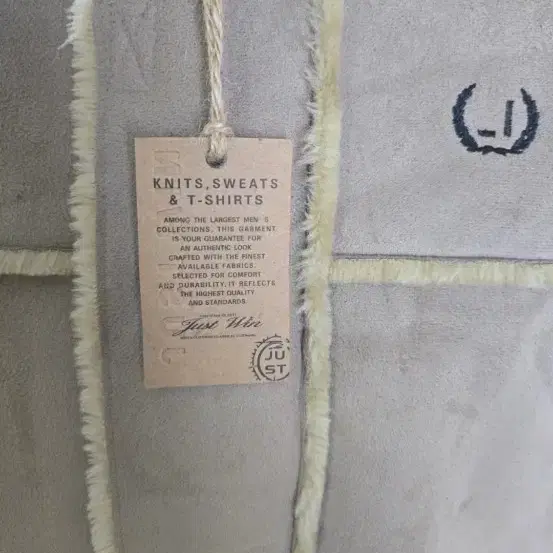 KNITS, SWEATS
& T-SHIRTS
AMONG THE LARGEST MEN'S
COLLECTIONS, THIS GARMENT
IS YOUR GUARANTEE FOR
AN AUTHENTIC LOOK
CRAFTED WITH THE FINEST
AVAILABLE FABRICS.
SELECTED FOR COMFORT
AND DURABILITY, IT REFLECTS
THE HIGHEST QUALITY
AND STANDARDS.
Just Win
JU
ST